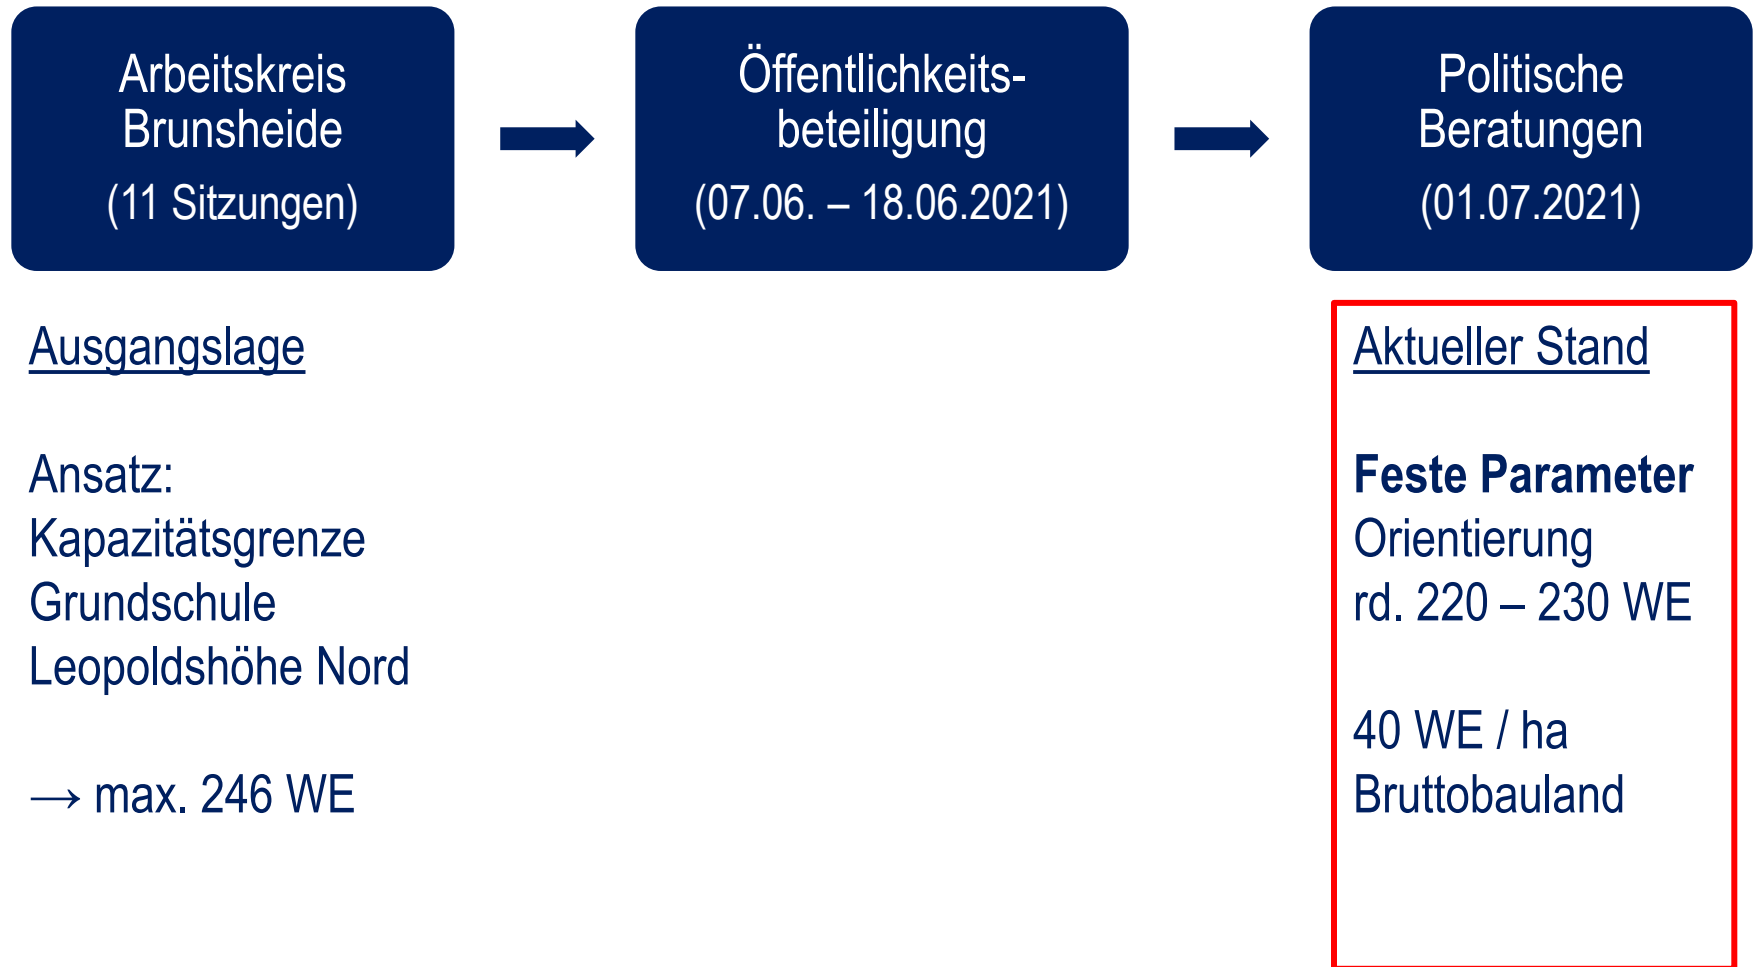 Arbeitskreis
Brunsheide
(11 Sitzungen)
Öffentlichkeits-
beteiligung
(07.06. – 18.06.2021)
Politische
Beratungen
(01.07.2021)
Ausgangslage
Ansatz:
Kapazitätsgrenze
Grundschule
Leopoldshöhe Nord
→ max. 246 WE
Aktueller Stand
Feste Parameter
Orientierung
rd. 220 – 230 WE
40 WE / ha
Bruttobauland